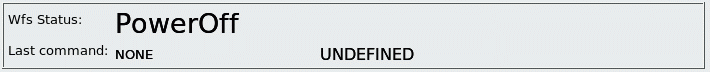 Wfs Status: PowerOff
Last command: NONE UNDEFINED